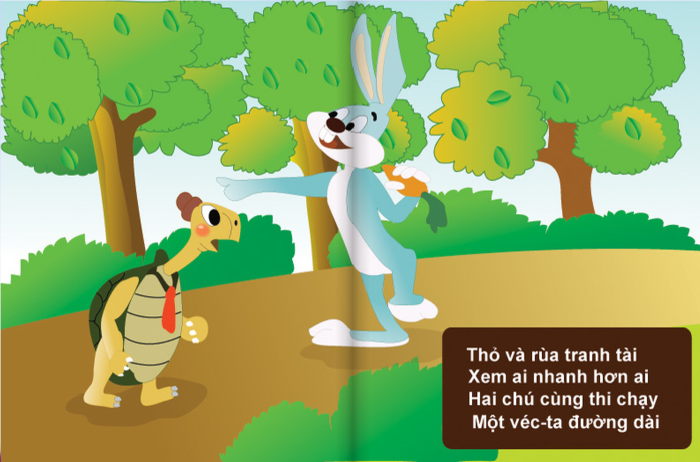 Thỏ và rùa tranh tài
Xem ai nhanh hơn ai
Hai chú cùng thi chạy
Một véc-ta đường dài